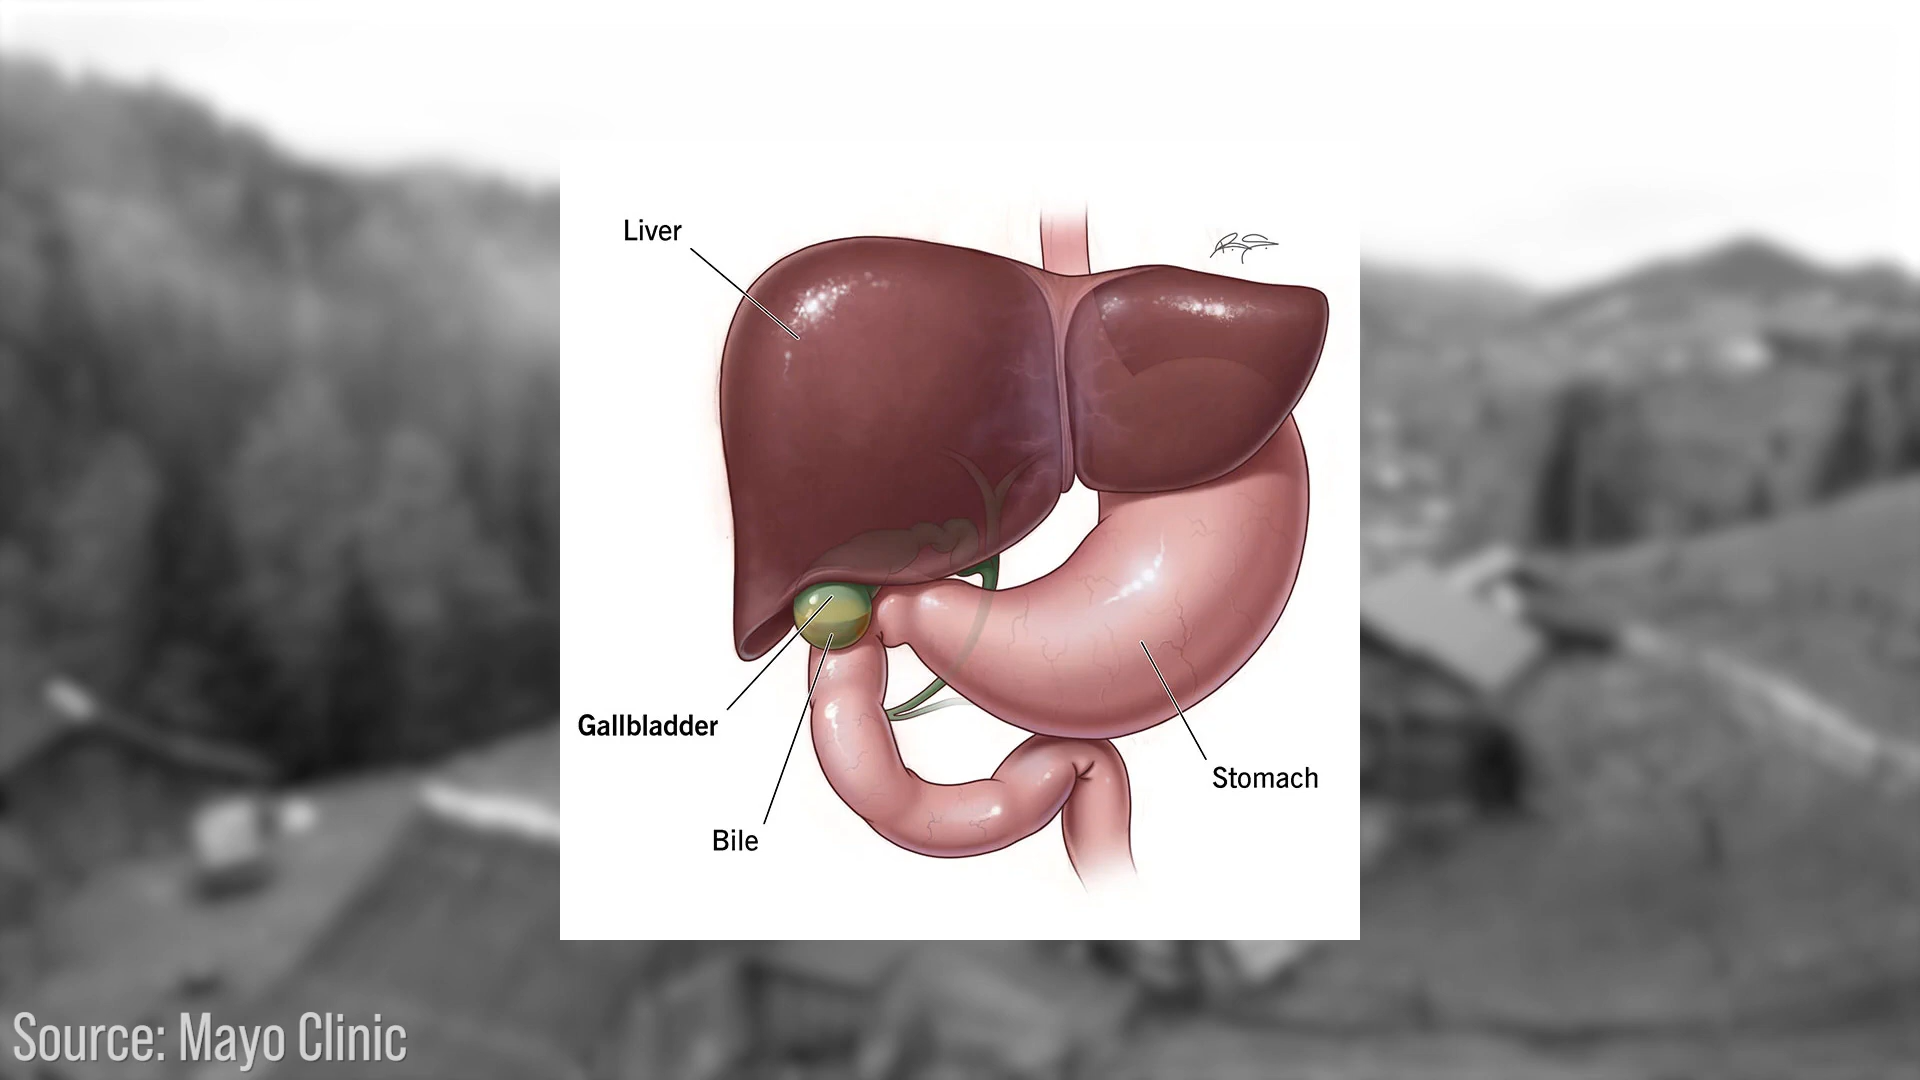 Liver
Gallbladder
Bile
Stomach
Source: Mayo Clinic